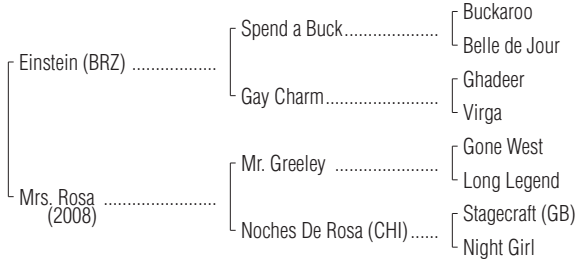 Buckaroo
Spend a Buck
Belle de Jour
Einstein (BRZ)
Ghadeer
Gay Charm
Virga
Gone West
Mr. Greeley
Long Legend
Mrs. Rosa
(2008)
Stagecraft (GB)
Noches De Rosa (CHI)
Night Girl